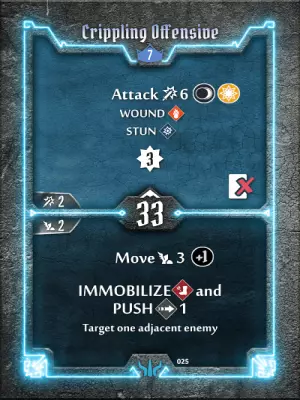 Crippling Offensive
7
Attack 6
WOUND
STUN
3
2
33
2
Move 3 +1
IMMOBILIZE and
PUSH 1
Target one adjacent enemy
025